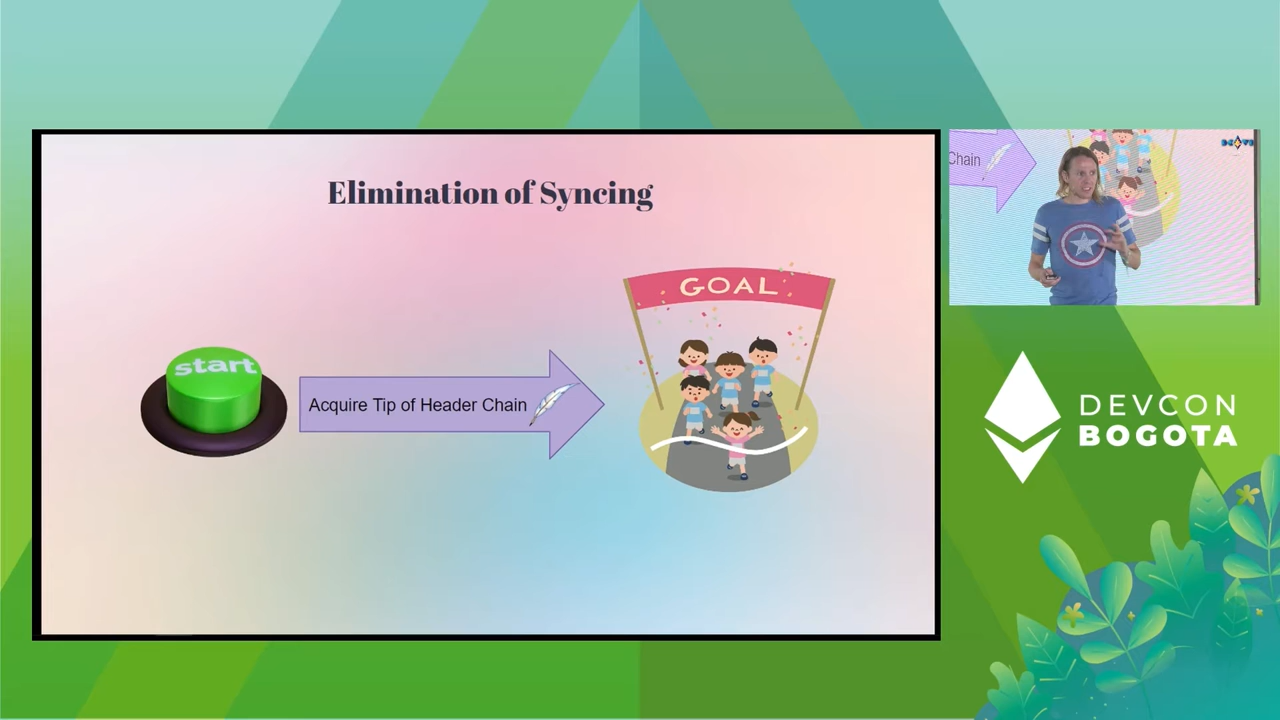 Elimination of Syncing
start
Acquire Tip of Header Chain
GOAL
Chain
DEVCON
BOGOTA